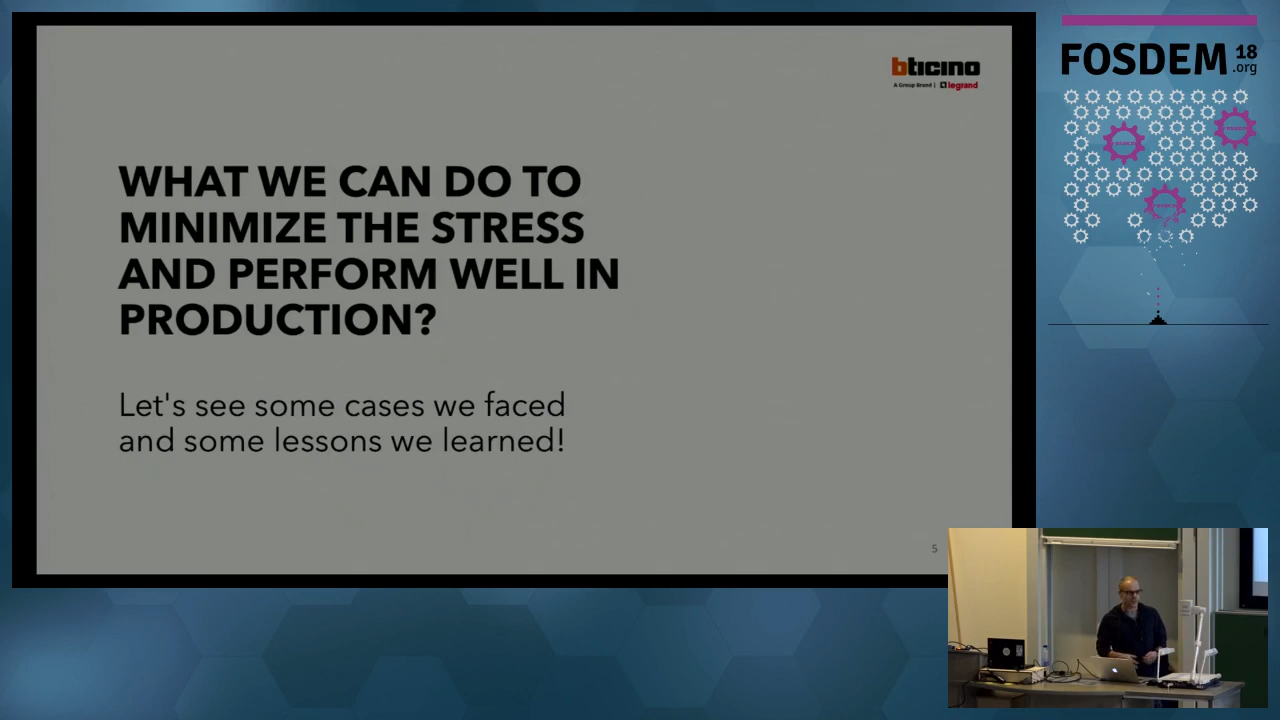 bticino
A Group Brand | legrand
WHAT WE CAN DO TO
MINIMIZE THE STRESS
AND PERFORM WELL IN
PRODUCTION?
Let's see some cases we faced
and some lessons we learned!
5
FOSDEM 18
.org